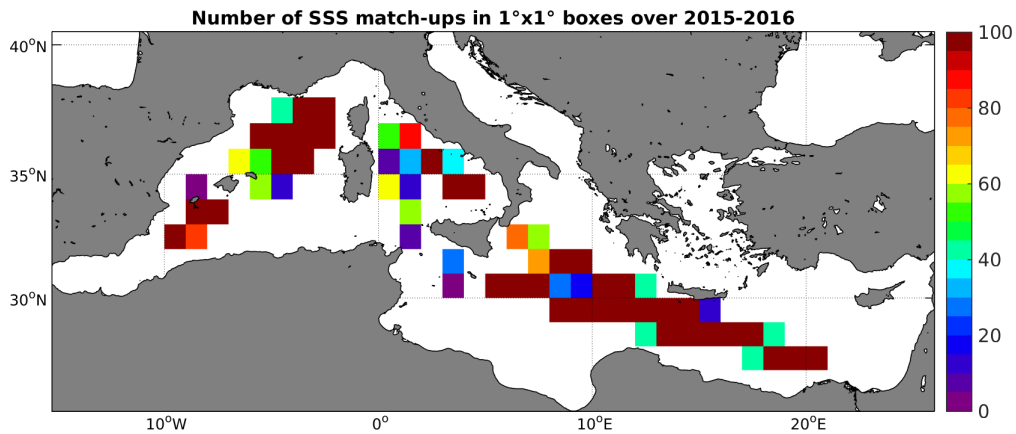 Number of SSS match-ups in 1°x1° boxes over 2015-2016
40°N
35°N
30°N
10°W
0°
10°E
20°E
100
80
60
40
20
0